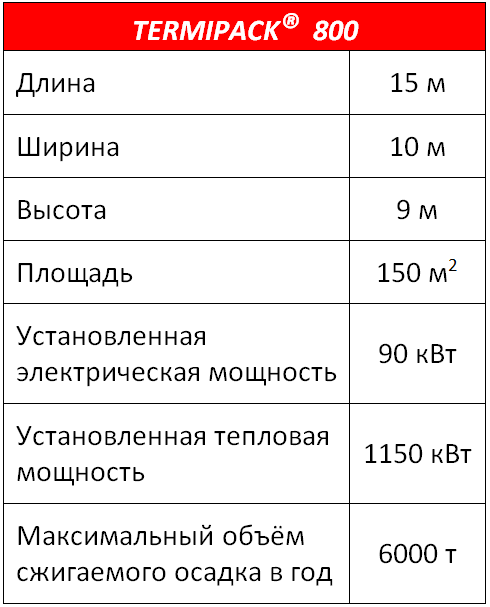 TERMIPACK® 800
Длина 15 м
Ширина 10 м
Высота 9 м
Площадь 150 м²
Установленная
электрическая мощность 90 кВт
Установленная тепловая
мощность 1150 кВт
Максимальный объём
сжигаемого осадка в год 6000 т